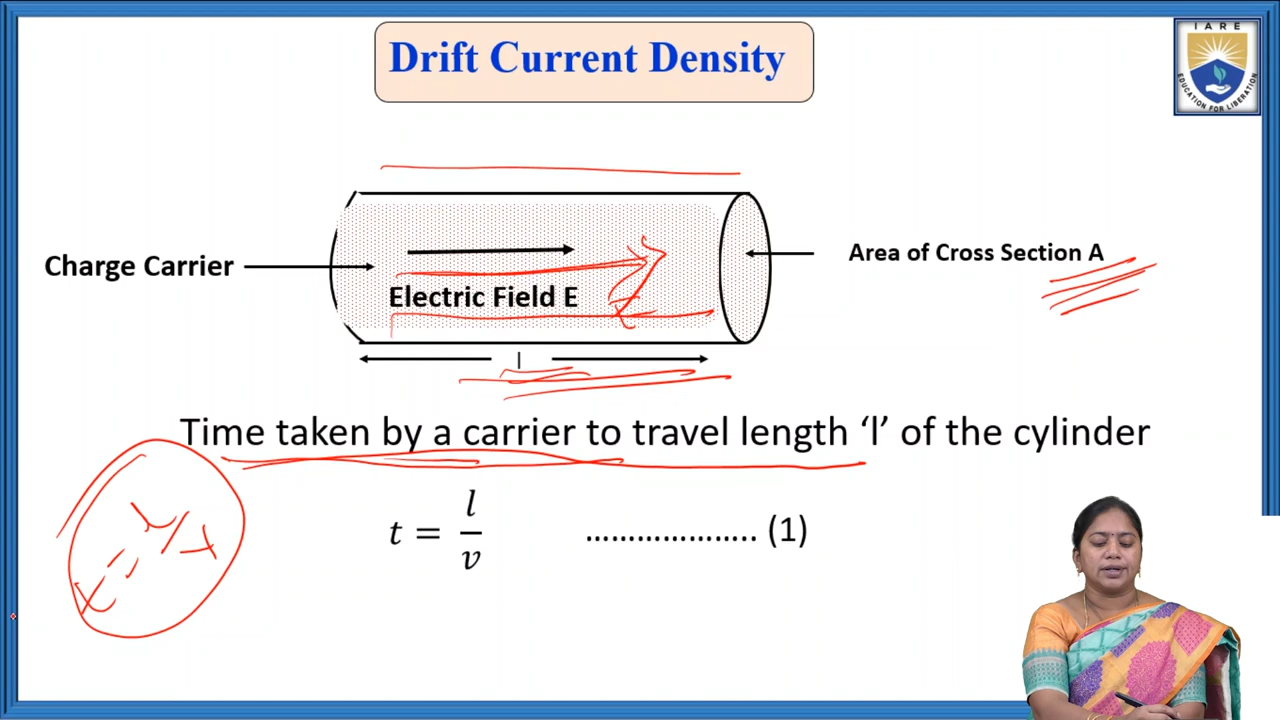 Drift Current Density
IARE
EDUCATION FOR LIBERATION
Charge Carrier
Electric Field E
Area of Cross Section A
l
Time taken by a carrier to travel length ‘l’ of the cylinder
t = l/v ……………….. (1)